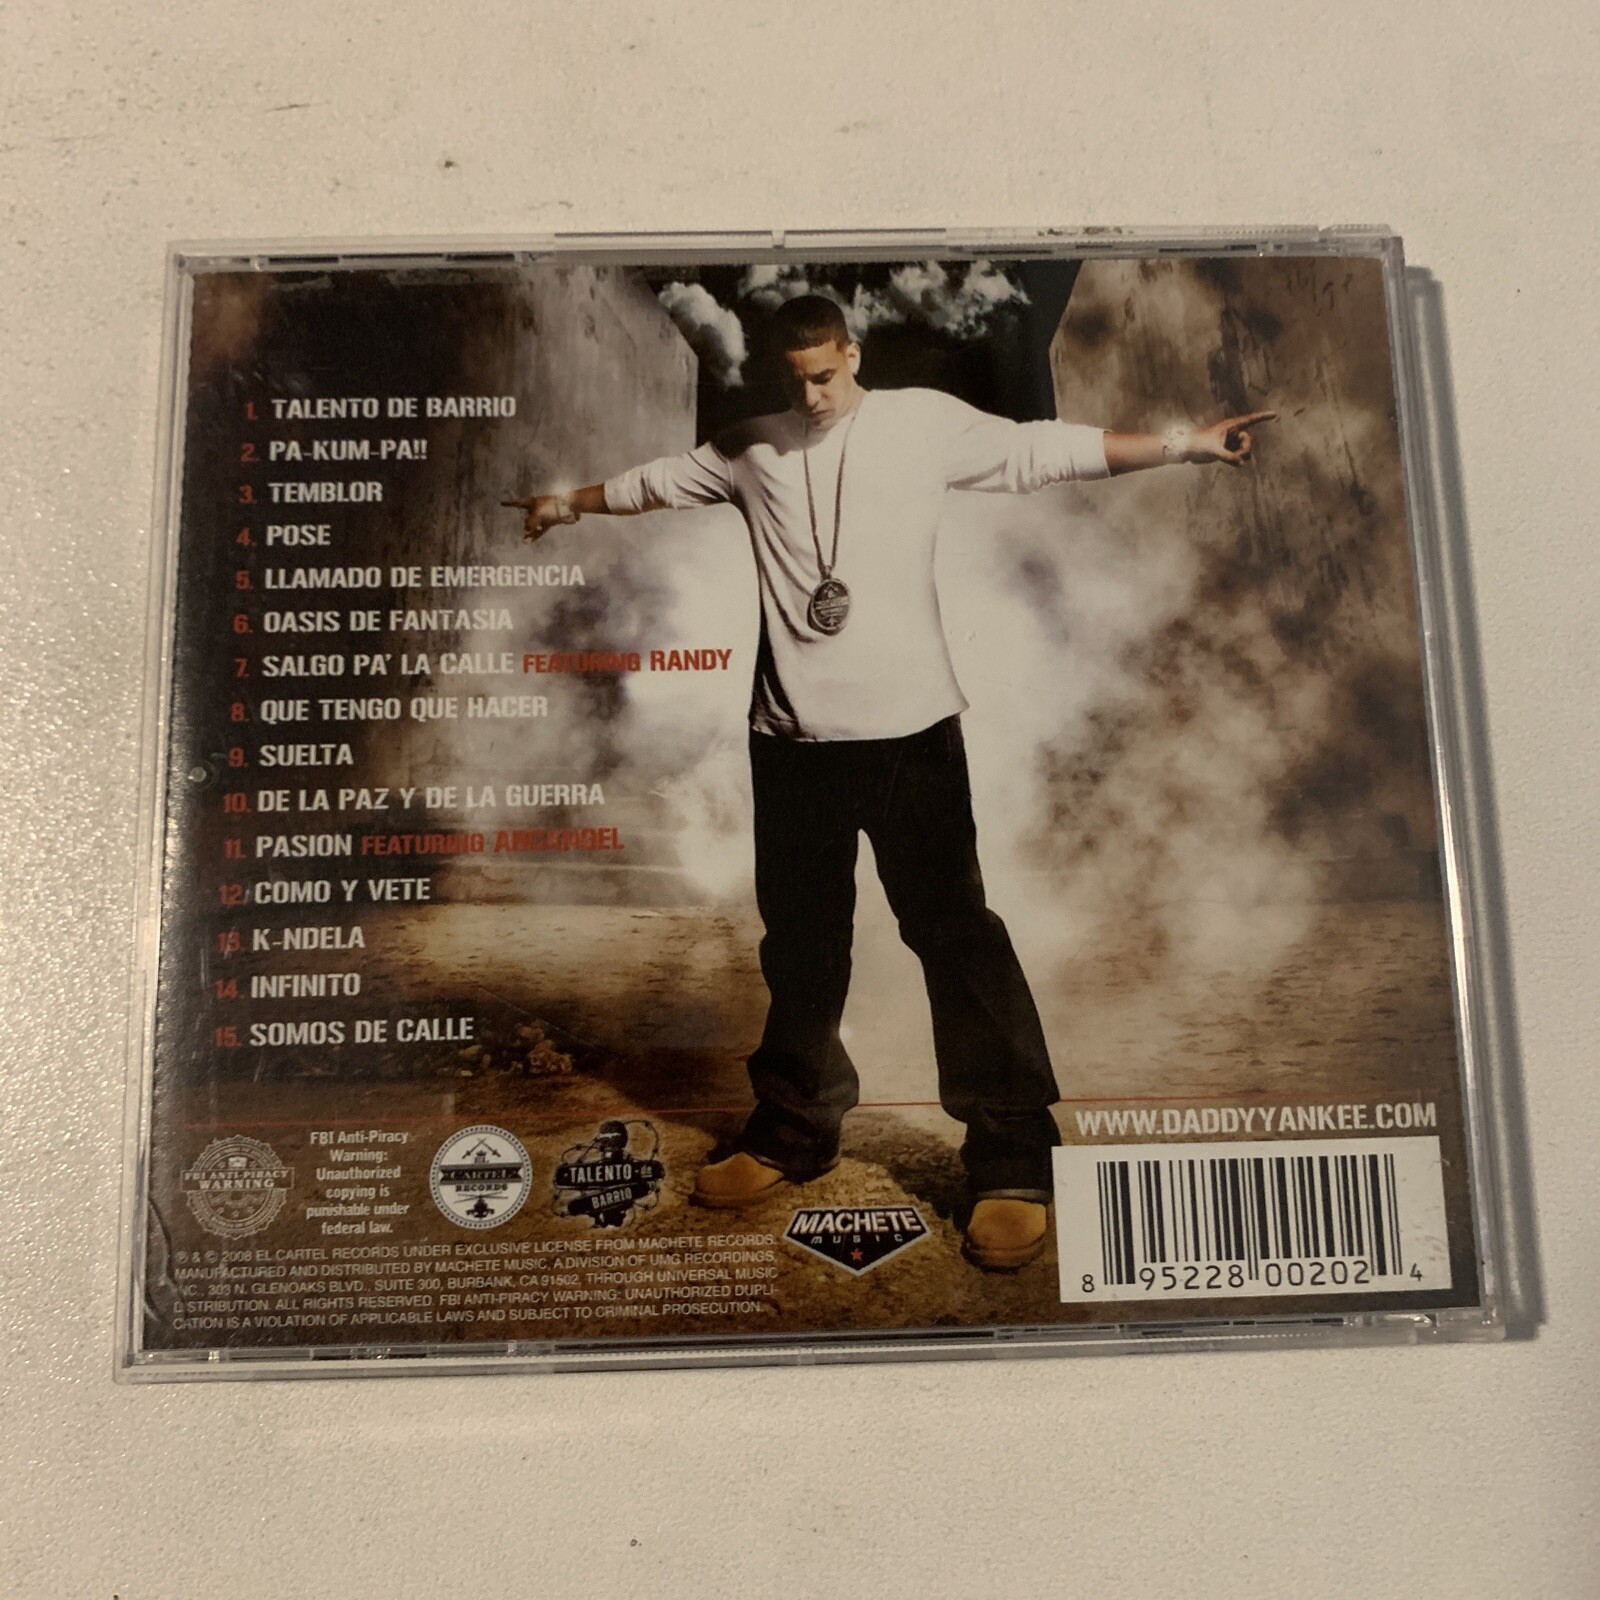 1. TALENTO DE BARRIO
2. PA-KUM-PA!!
3. TEMBLOR
4. POSE
5. LLAMADO DE EMERGENCIA
6. OASIS DE FANTASIA
7. SALGO PA' LA CALLE FEATURING RANDY
8. QUE TENGO QUE HACER
9. SUELTA
10. DE LA PAZ Y DE LA GUERRA
11. PASION FEATURING ARCANGEL
12. COMO Y VETE
13. K-NDELA
14. INFINITO
15. SOMOS DE CALLE
WWW.DADDYYANKEE.COM
FBI ANTI-PIRACY
WARNING
FBI Anti-Piracy
Warning:
Unauthorized
copying is
punishable under
federal law.
CARTEL
RECORDS
TALENTO de
BARRIO
MACHETE
MUSIC
8 95228 00202 4
℗ & © 2008 EL CARTEL RECORDS UNDER EXCLUSIVE LICENSE FROM MACHETE RECORDS.
MANUFACTURED AND DISTRIBUTED BY MACHETE MUSIC, A DIVISION OF UMG RECORDINGS,
INC., 303 N. GLENOAKS BLVD., SUITE 300, BURBANK, CA 91502, THROUGH UNIVERSAL MUSIC
DISTRIBUTION. ALL RIGHTS RESERVED. FBI ANTI-PIRACY WARNING: UNAUTHORIZED DUPLI-
CATION IS A VIOLATION OF APPLICABLE LAWS AND SUBJECT TO CRIMINAL PROSECUTION.